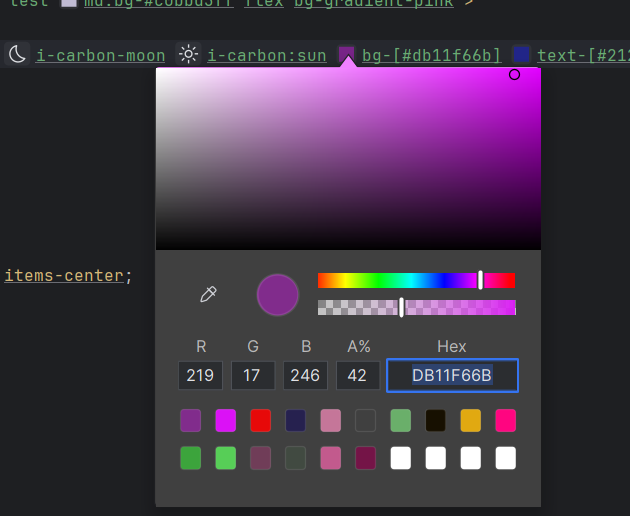 test md:bg-#c0bbd3ff flex bg-gradient-pink >
i-carbon-moon i-carbon:sun bg-[#db11f66b] text-[#212
items-center;
R G B A% Hex
219 17 246 42 DB11F66B